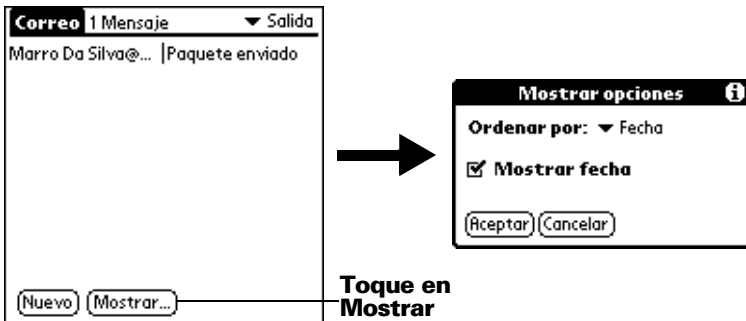 Correo 1 Mensaje Salida
Marro Da Silva@... Paquete enviado
Nuevo Mostrar...
Toque en
Mostrar
Mostrar opciones
Ordenar por: Fecha
Mostrar fecha
Aceptar Cancelar